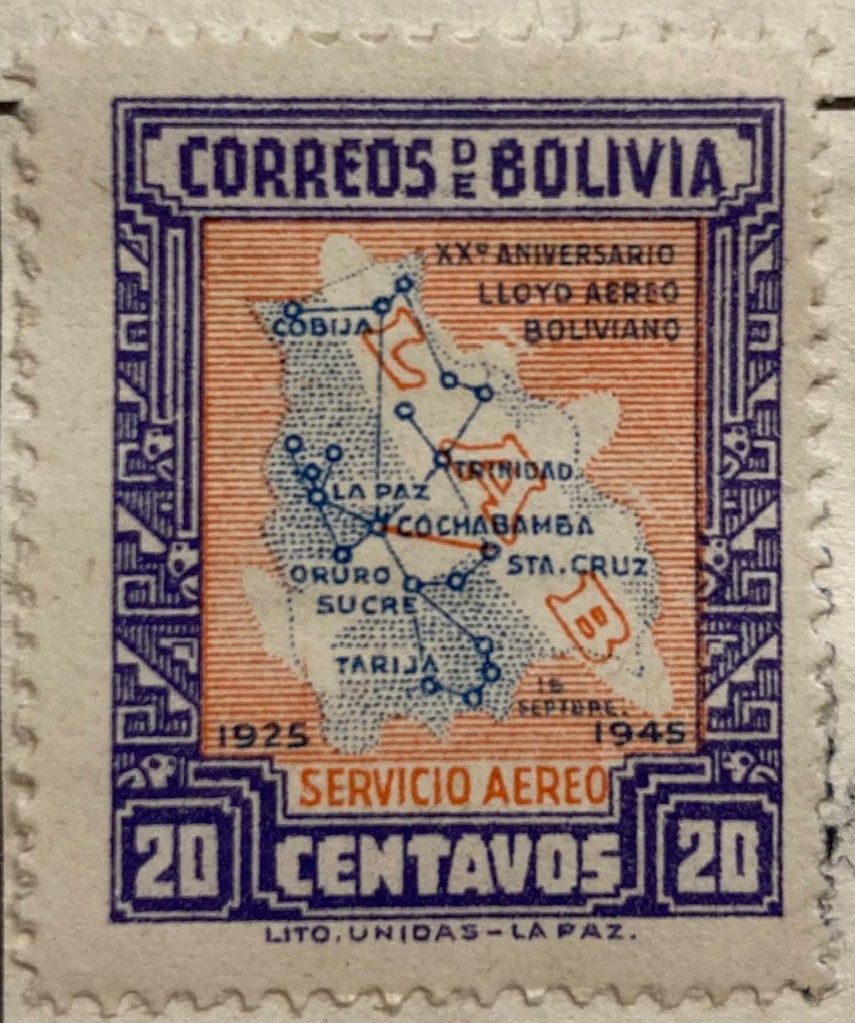 CORREOS DE BOLIVIA
XXº ANIVERSARIO
LLOYD AEREO
BOLIVIANO
COBIJA
L
A
TRINIDAD
LA PAZ
COCHABAMBA
STA. CRUZ
ORURO
SUCRE
B
TARIJA
15
SEPTBRE.
1925
1945
SERVICIO AEREO
20 CENTAVOS 20
LITO. UNIDAS - LA PAZ.